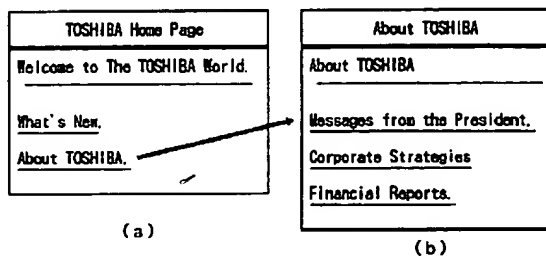 TOSHIBA Home Page
Welcome to The TOSHIBA World.
What's New.
About TOSHIBA.
(a)
About TOSHIBA
About TOSHIBA
Messages from the President.
Corporate Strategies
Financial Reports.
(b)